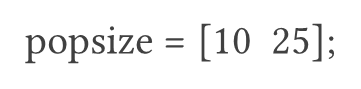 popsize = [10 25];